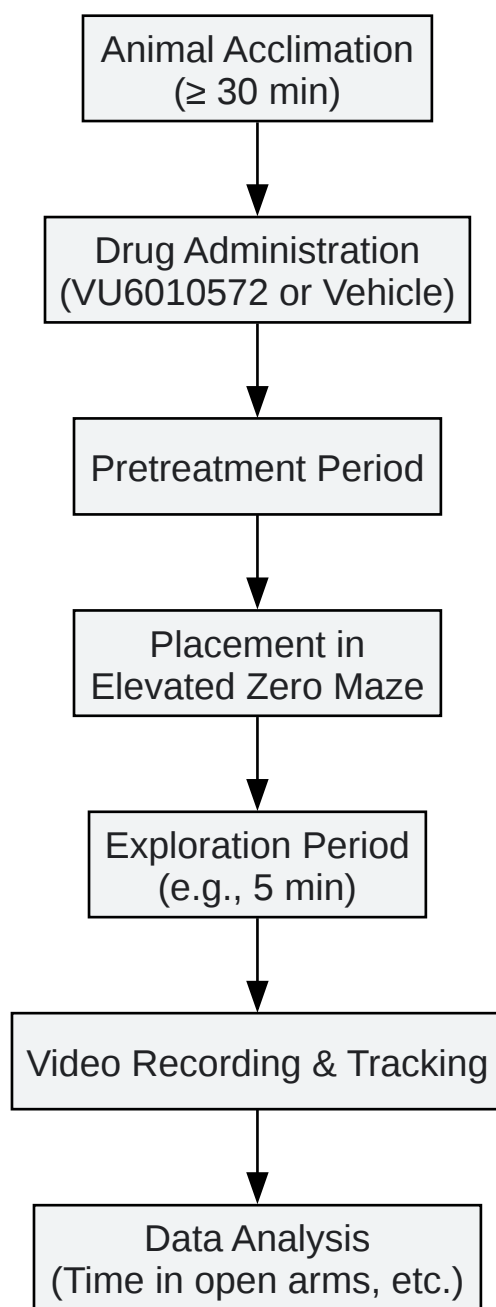 Animal Acclimation
(≥ 30 min)
Drug Administration
(VU6010572 or Vehicle)
Pretreatment Period
Placement in
Elevated Zero Maze
Exploration Period
(e.g., 5 min)
Video Recording & Tracking
Data Analysis
(Time in open arms, etc.)